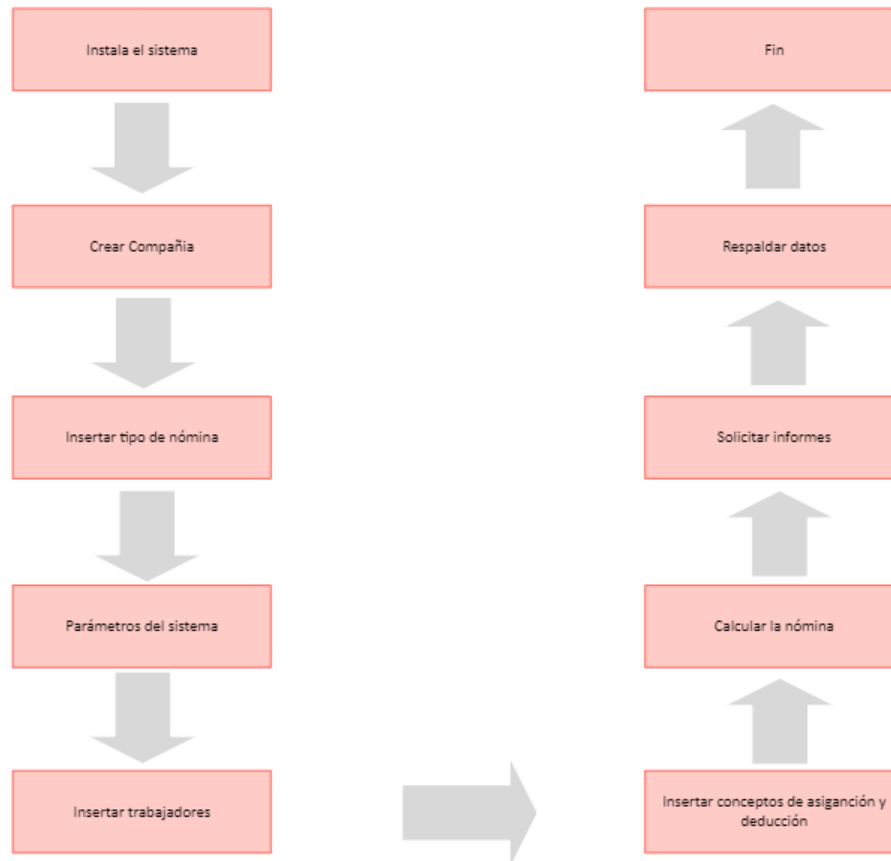 Instala el sistema
Crear Compañia
Insertar tipo de nómina
Parámetros del sistema
Insertar trabajadores
Insertar conceptos de asigancion y
deducción
Calcular la nómina
Solicitar informes
Respaldar datos
Fin